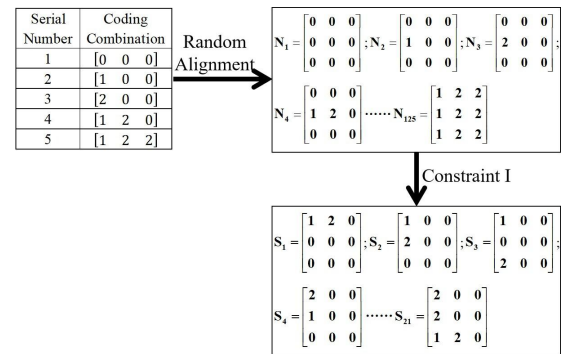 Serial Number Coding Combination
1 [0 0 0]
2 [1 0 0]
3 [2 0 0]
4 [1 2 0]
5 [1 2 2]
Random
Alignment
N₁ = [0 0 0; 0 0 0; 0 0 0]; N₂ = [0 0 0; 1 0 0; 0 0 0]; N₃ = [0 0 0; 2 0 0; 0 0 0];
N₄ = [0 0 0; 1 2 0; 0 0 0] ······ N₁₂₅ = [1 2 2; 1 2 2; 1 2 2]
Constraint I
S₁ = [1 2 0; 0 0 0; 0 0 0]; S₂ = [1 0 0; 2 0 0; 0 0 0]; S₃ = [1 0 0; 0 0 0; 2 0 0];
S₄ = [2 0 0; 1 0 0; 0 0 0] ······ S₂₁ = [2 0 0; 2 0 0; 1 2 0]